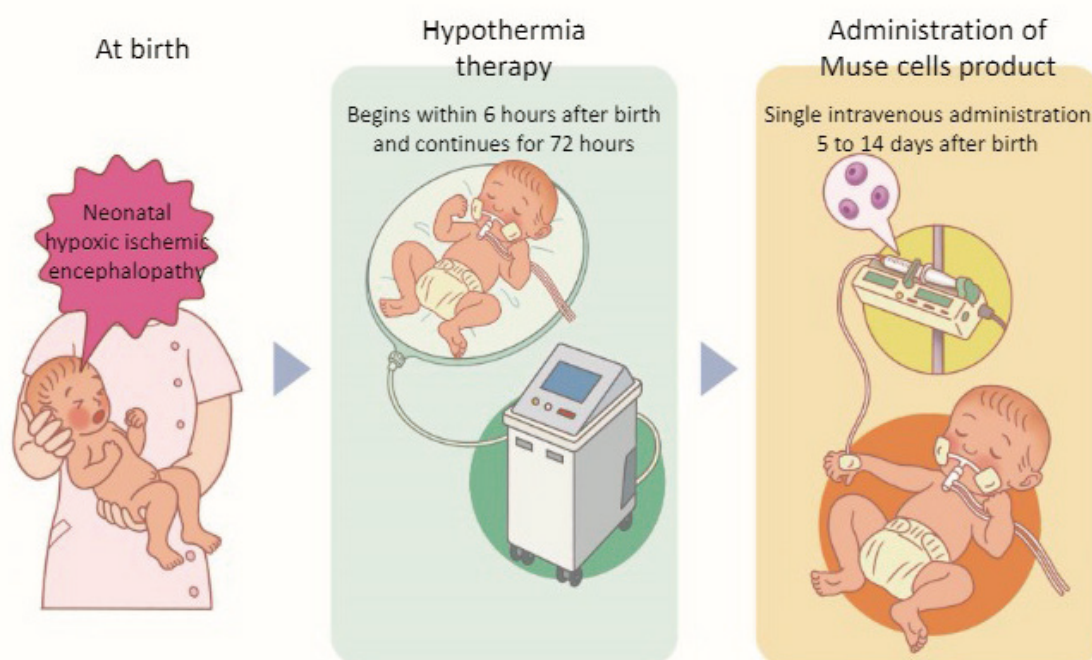 At birth
Neonatal
hypoxic ischemic
encephalopathy
Hypothermia
therapy
Begins within 6 hours after birth
and continues for 72 hours
Administration of
Muse cells product
Single intravenous administration
5 to 14 days after birth